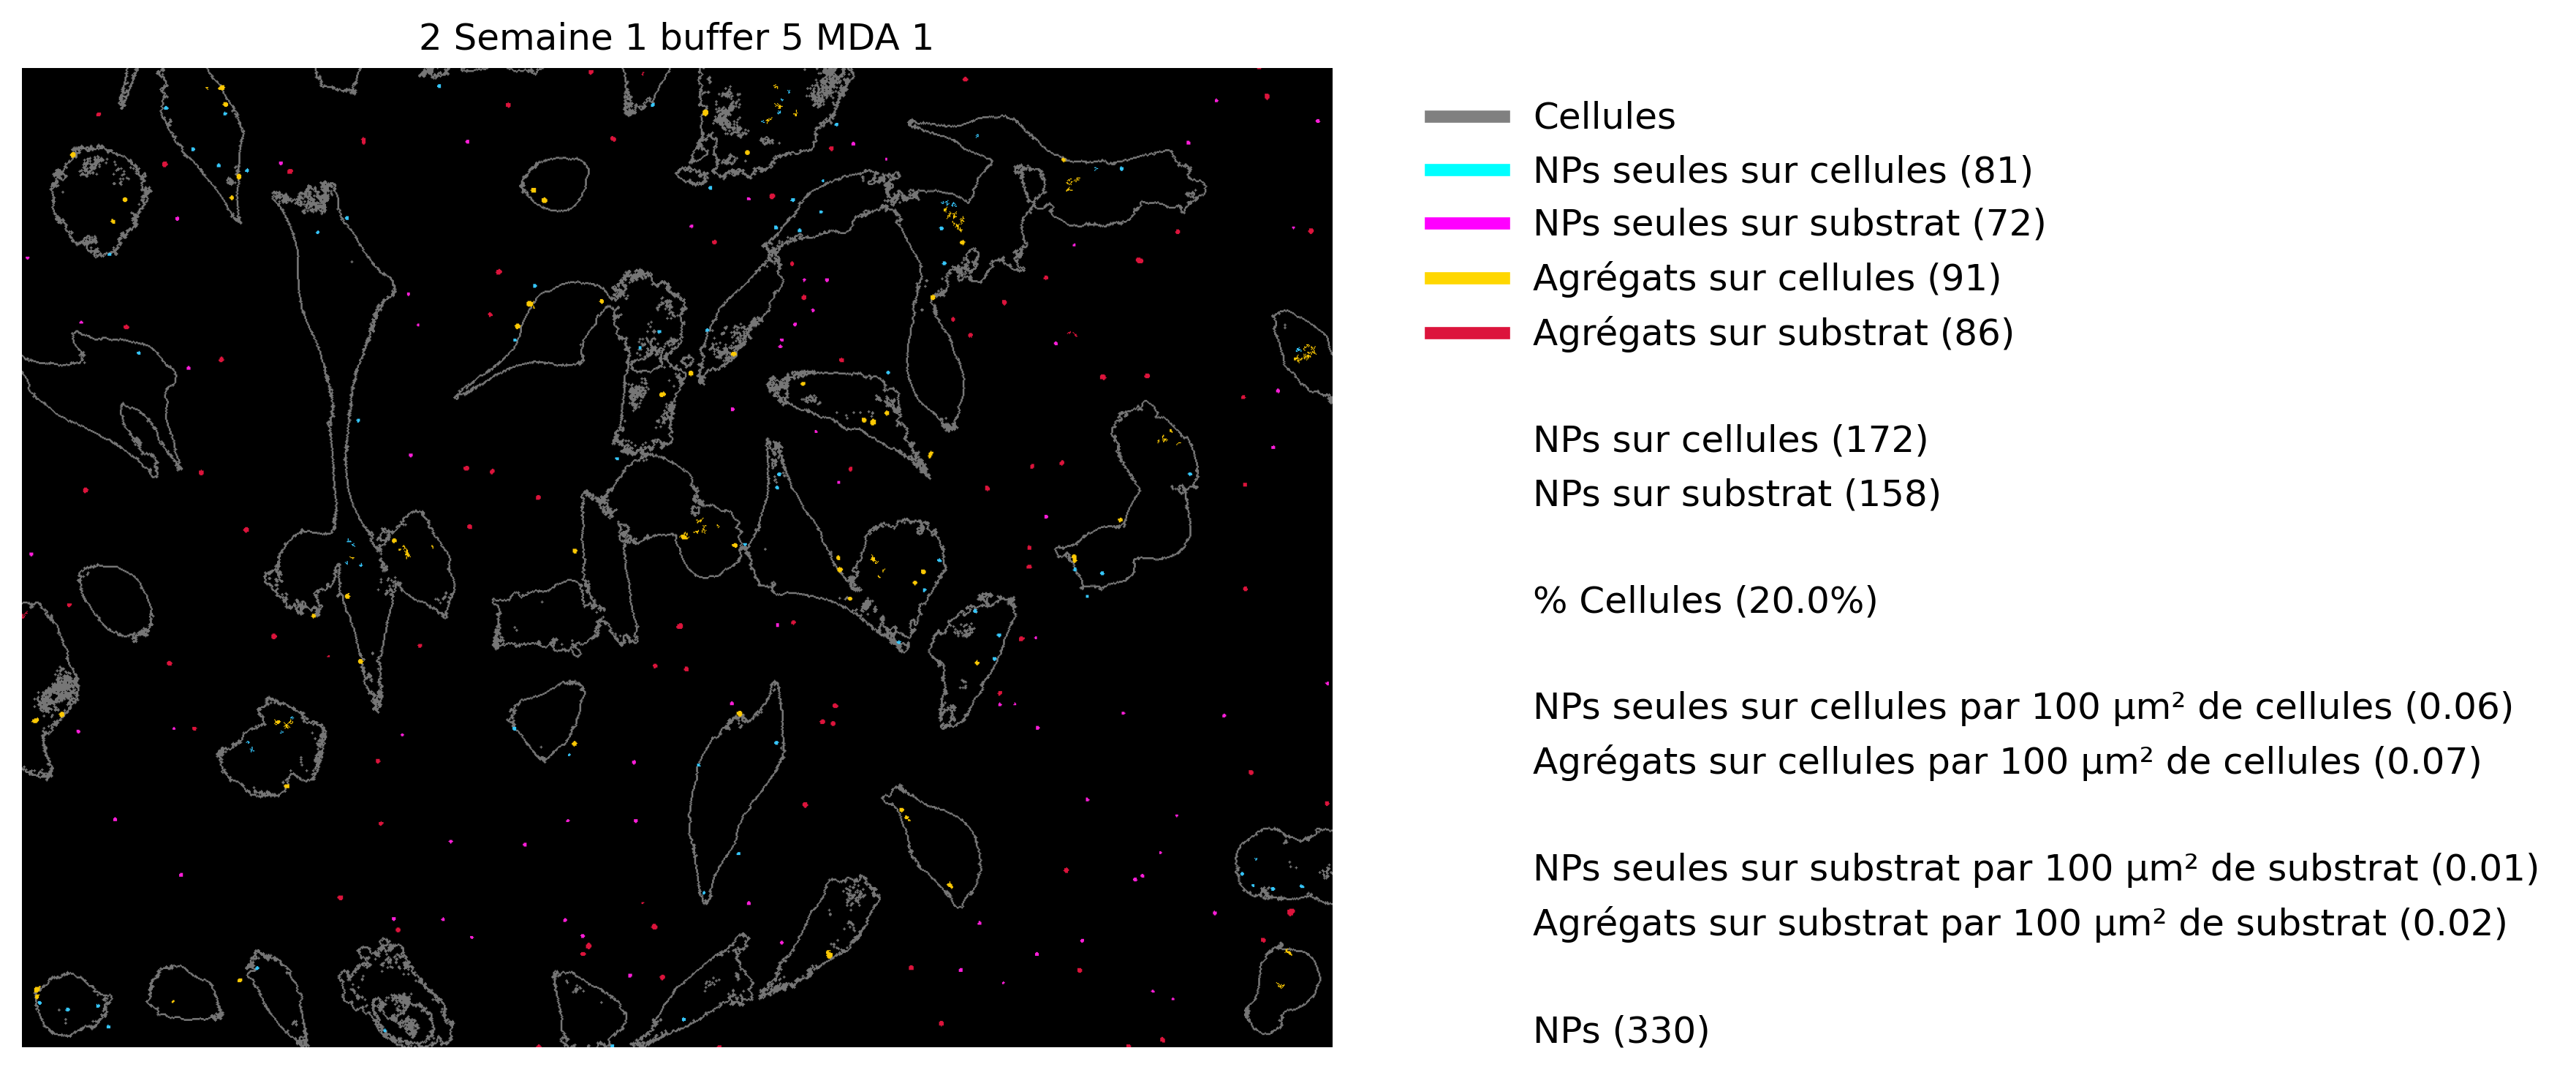 2 Semaine 1 buffer 5 MDA 1
Cellules
NPs seules sur cellules (81)
NPs seules sur substrat (72)
Agrégats sur cellules (91)
Agrégats sur substrat (86)
NPs sur cellules (172)
NPs sur substrat (158)
% Cellules (20.0%)
NPs seules sur cellules par 100 µm² de cellules (0.06)
Agrégats sur cellules par 100 µm² de cellules (0.07)
NPs seules sur substrat par 100 µm² de substrat (0.01)
Agrégats sur substrat par 100 µm² de substrat (0.02)
NPs (330)